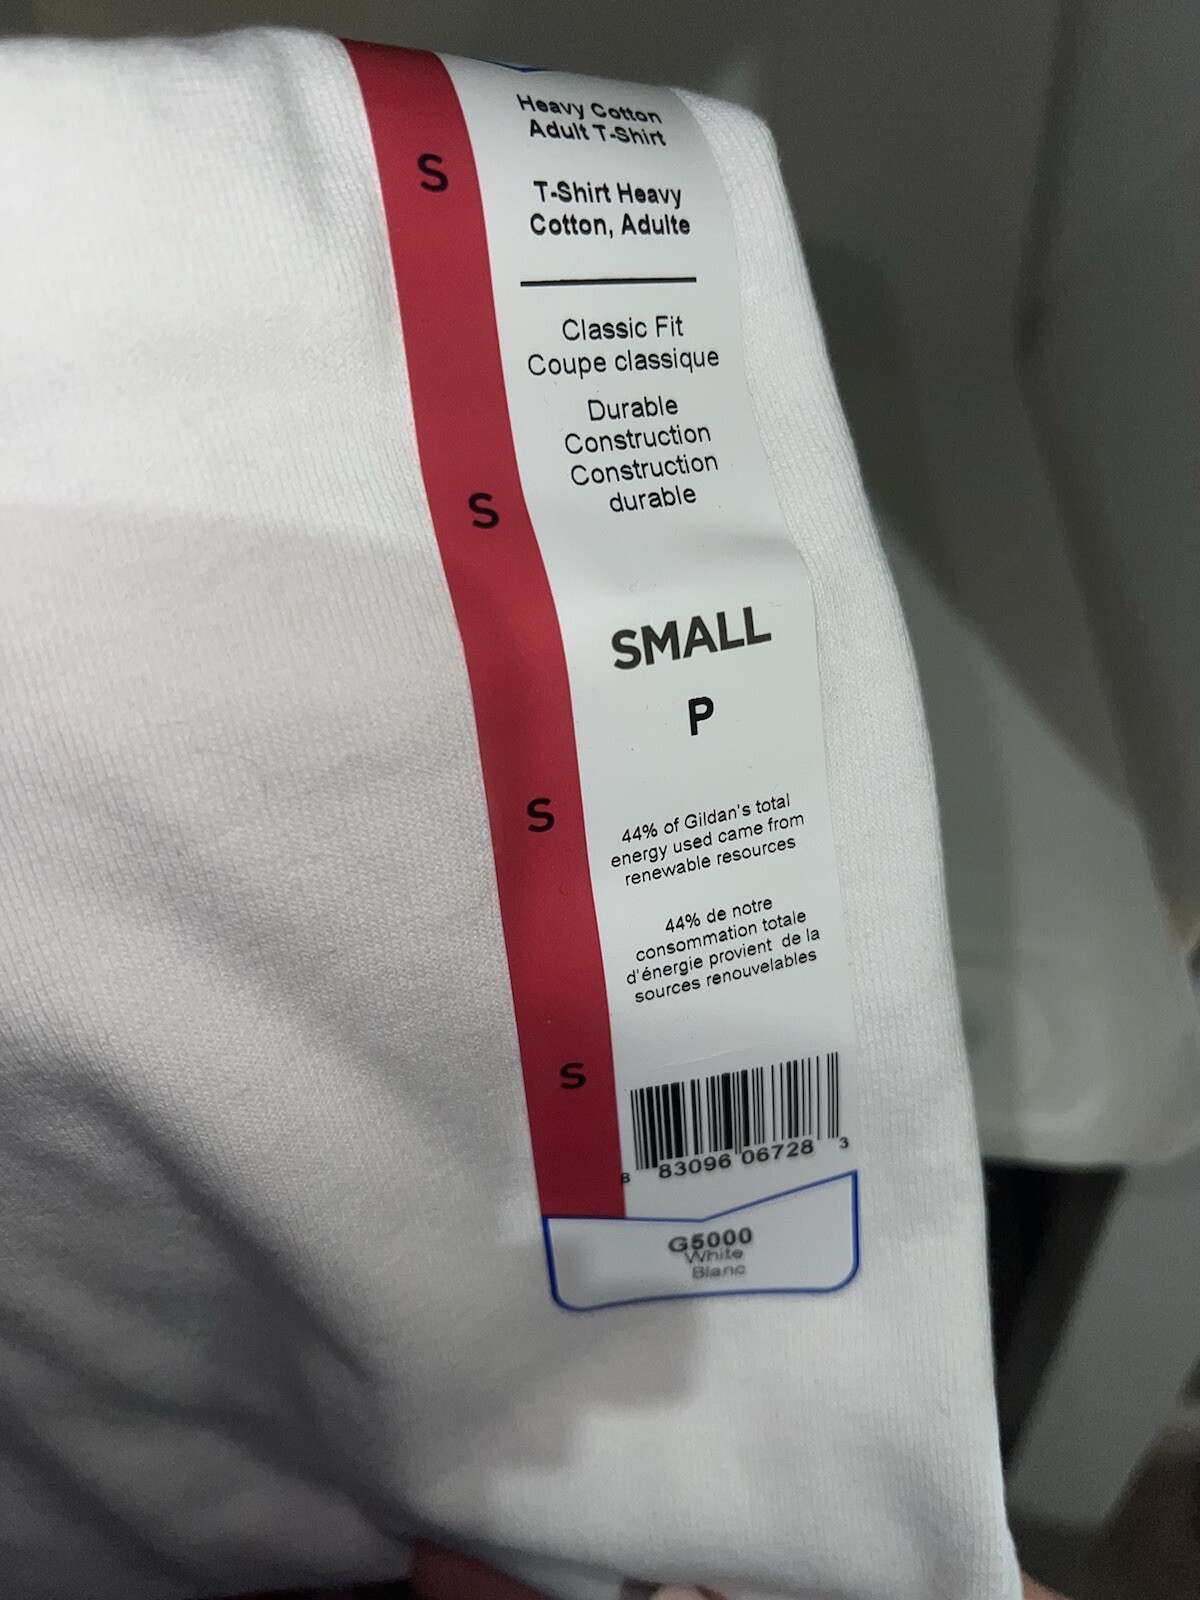 Heavy Cotton
Adult T-Shirt
T-Shirt Heavy
Cotton, Adulte
Classic Fit
Coupe classique
Durable
Construction
Construction
durable
SMALL
P
44% of Gildan's total
energy used came from
renewable resources
44% de notre
consommation totale
d'énergie provient de la
sources renouvelables
8 83096 06728 3
G5000
White
Blanc
S
S
S
S